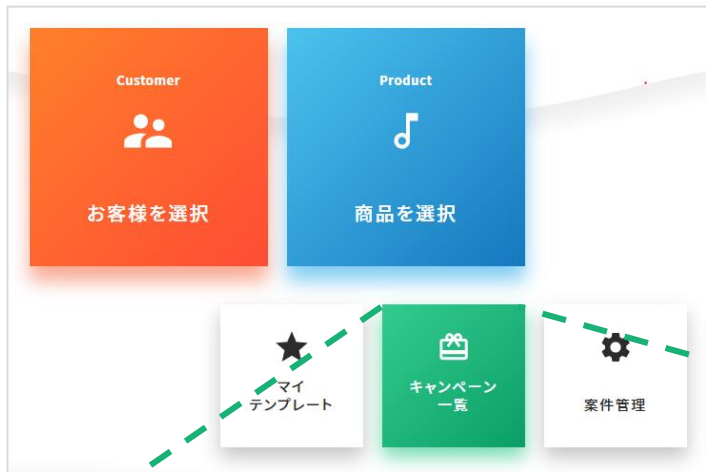 Customer
Product
お客様を選択
商品を選択
マイ
テンプレート
キャンペーン
一覧
案件管理